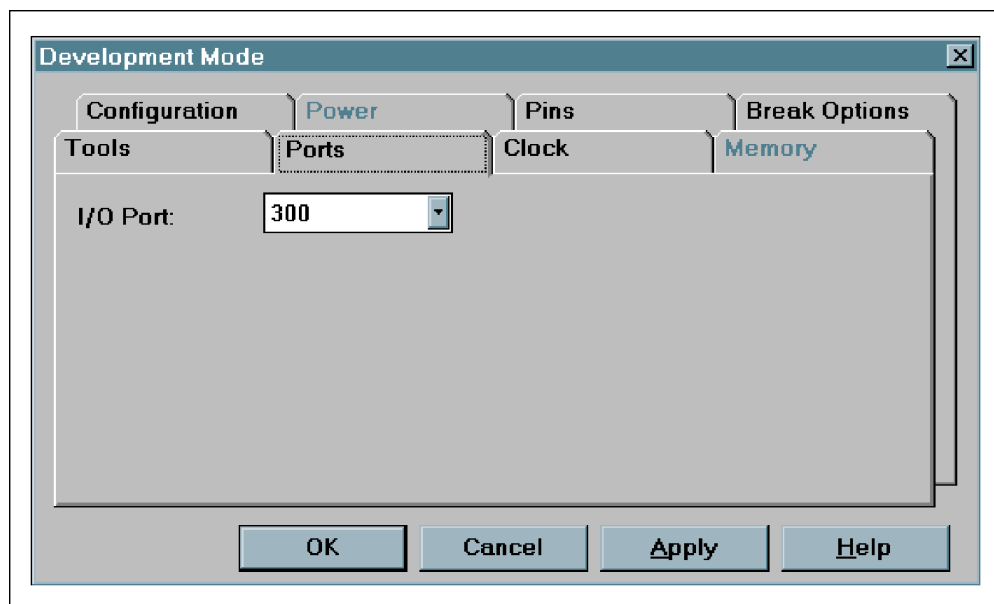 Development Mode
Configuration Power Pins Break Options
Tools Ports Clock Memory
I/O Port: 300
OK Cancel Apply Help